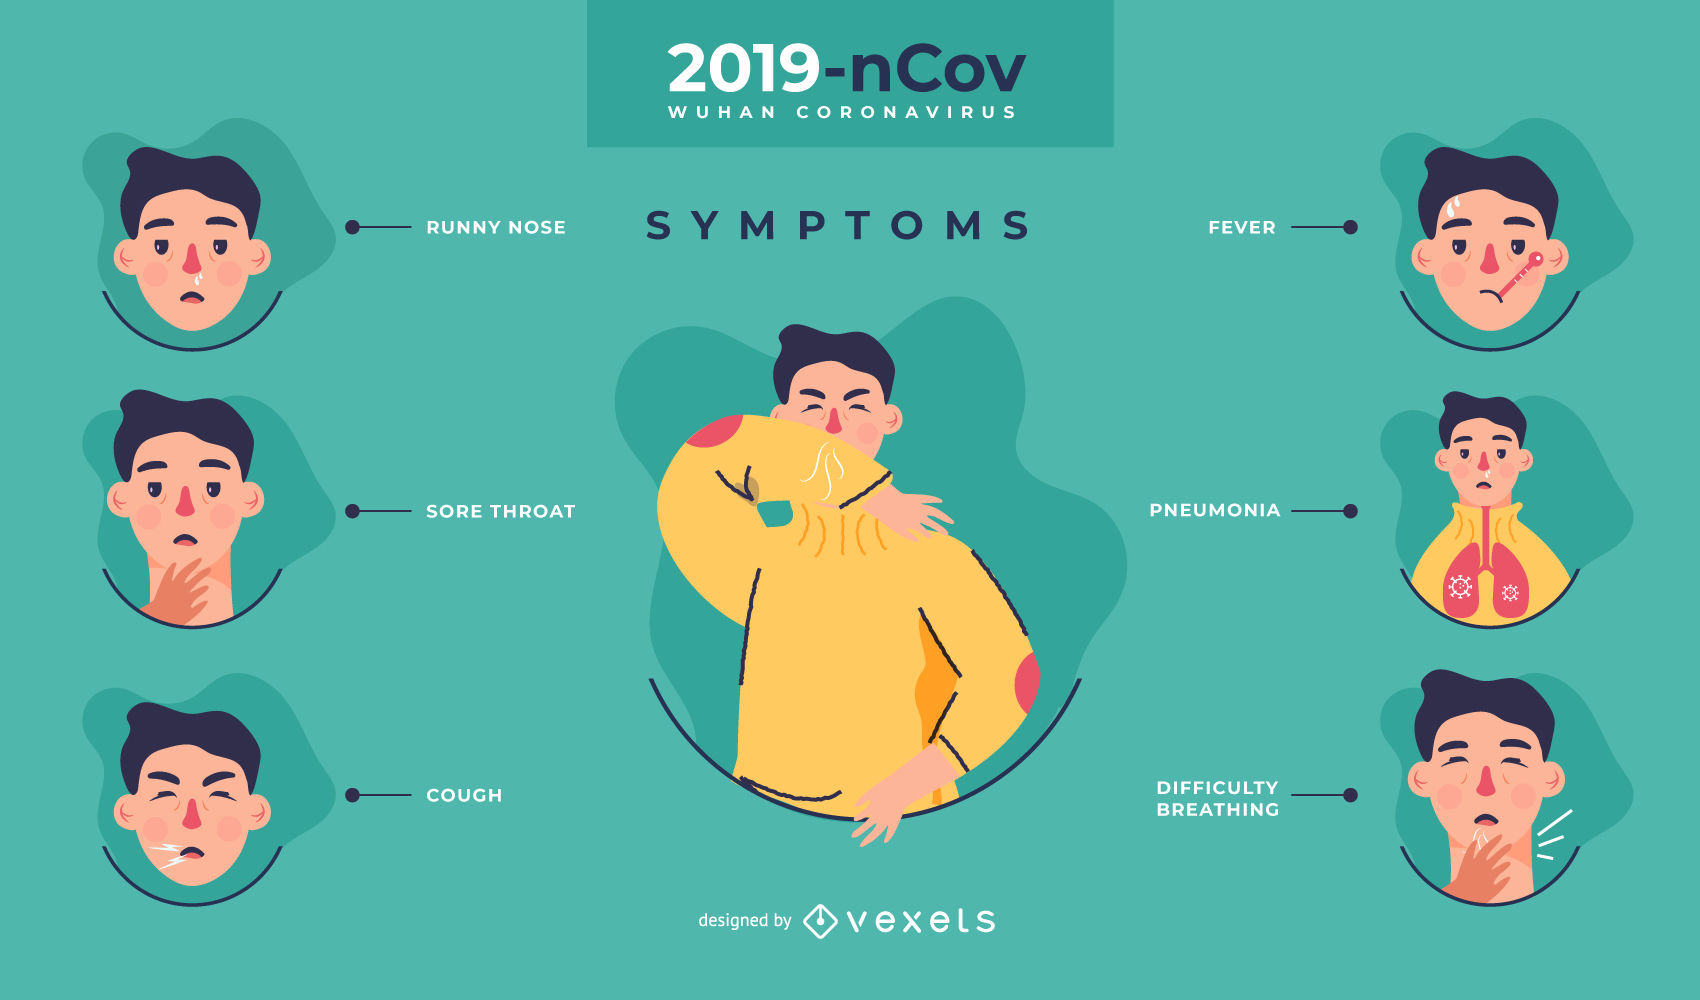 2019-nCov
WUHAN CORONAVIRUS
SYMPTOMS
RUNNY NOSE
SORE THROAT
COUGH
FEVER
PNEUMONIA
DIFFICULTY
BREATHING
designed by vexels